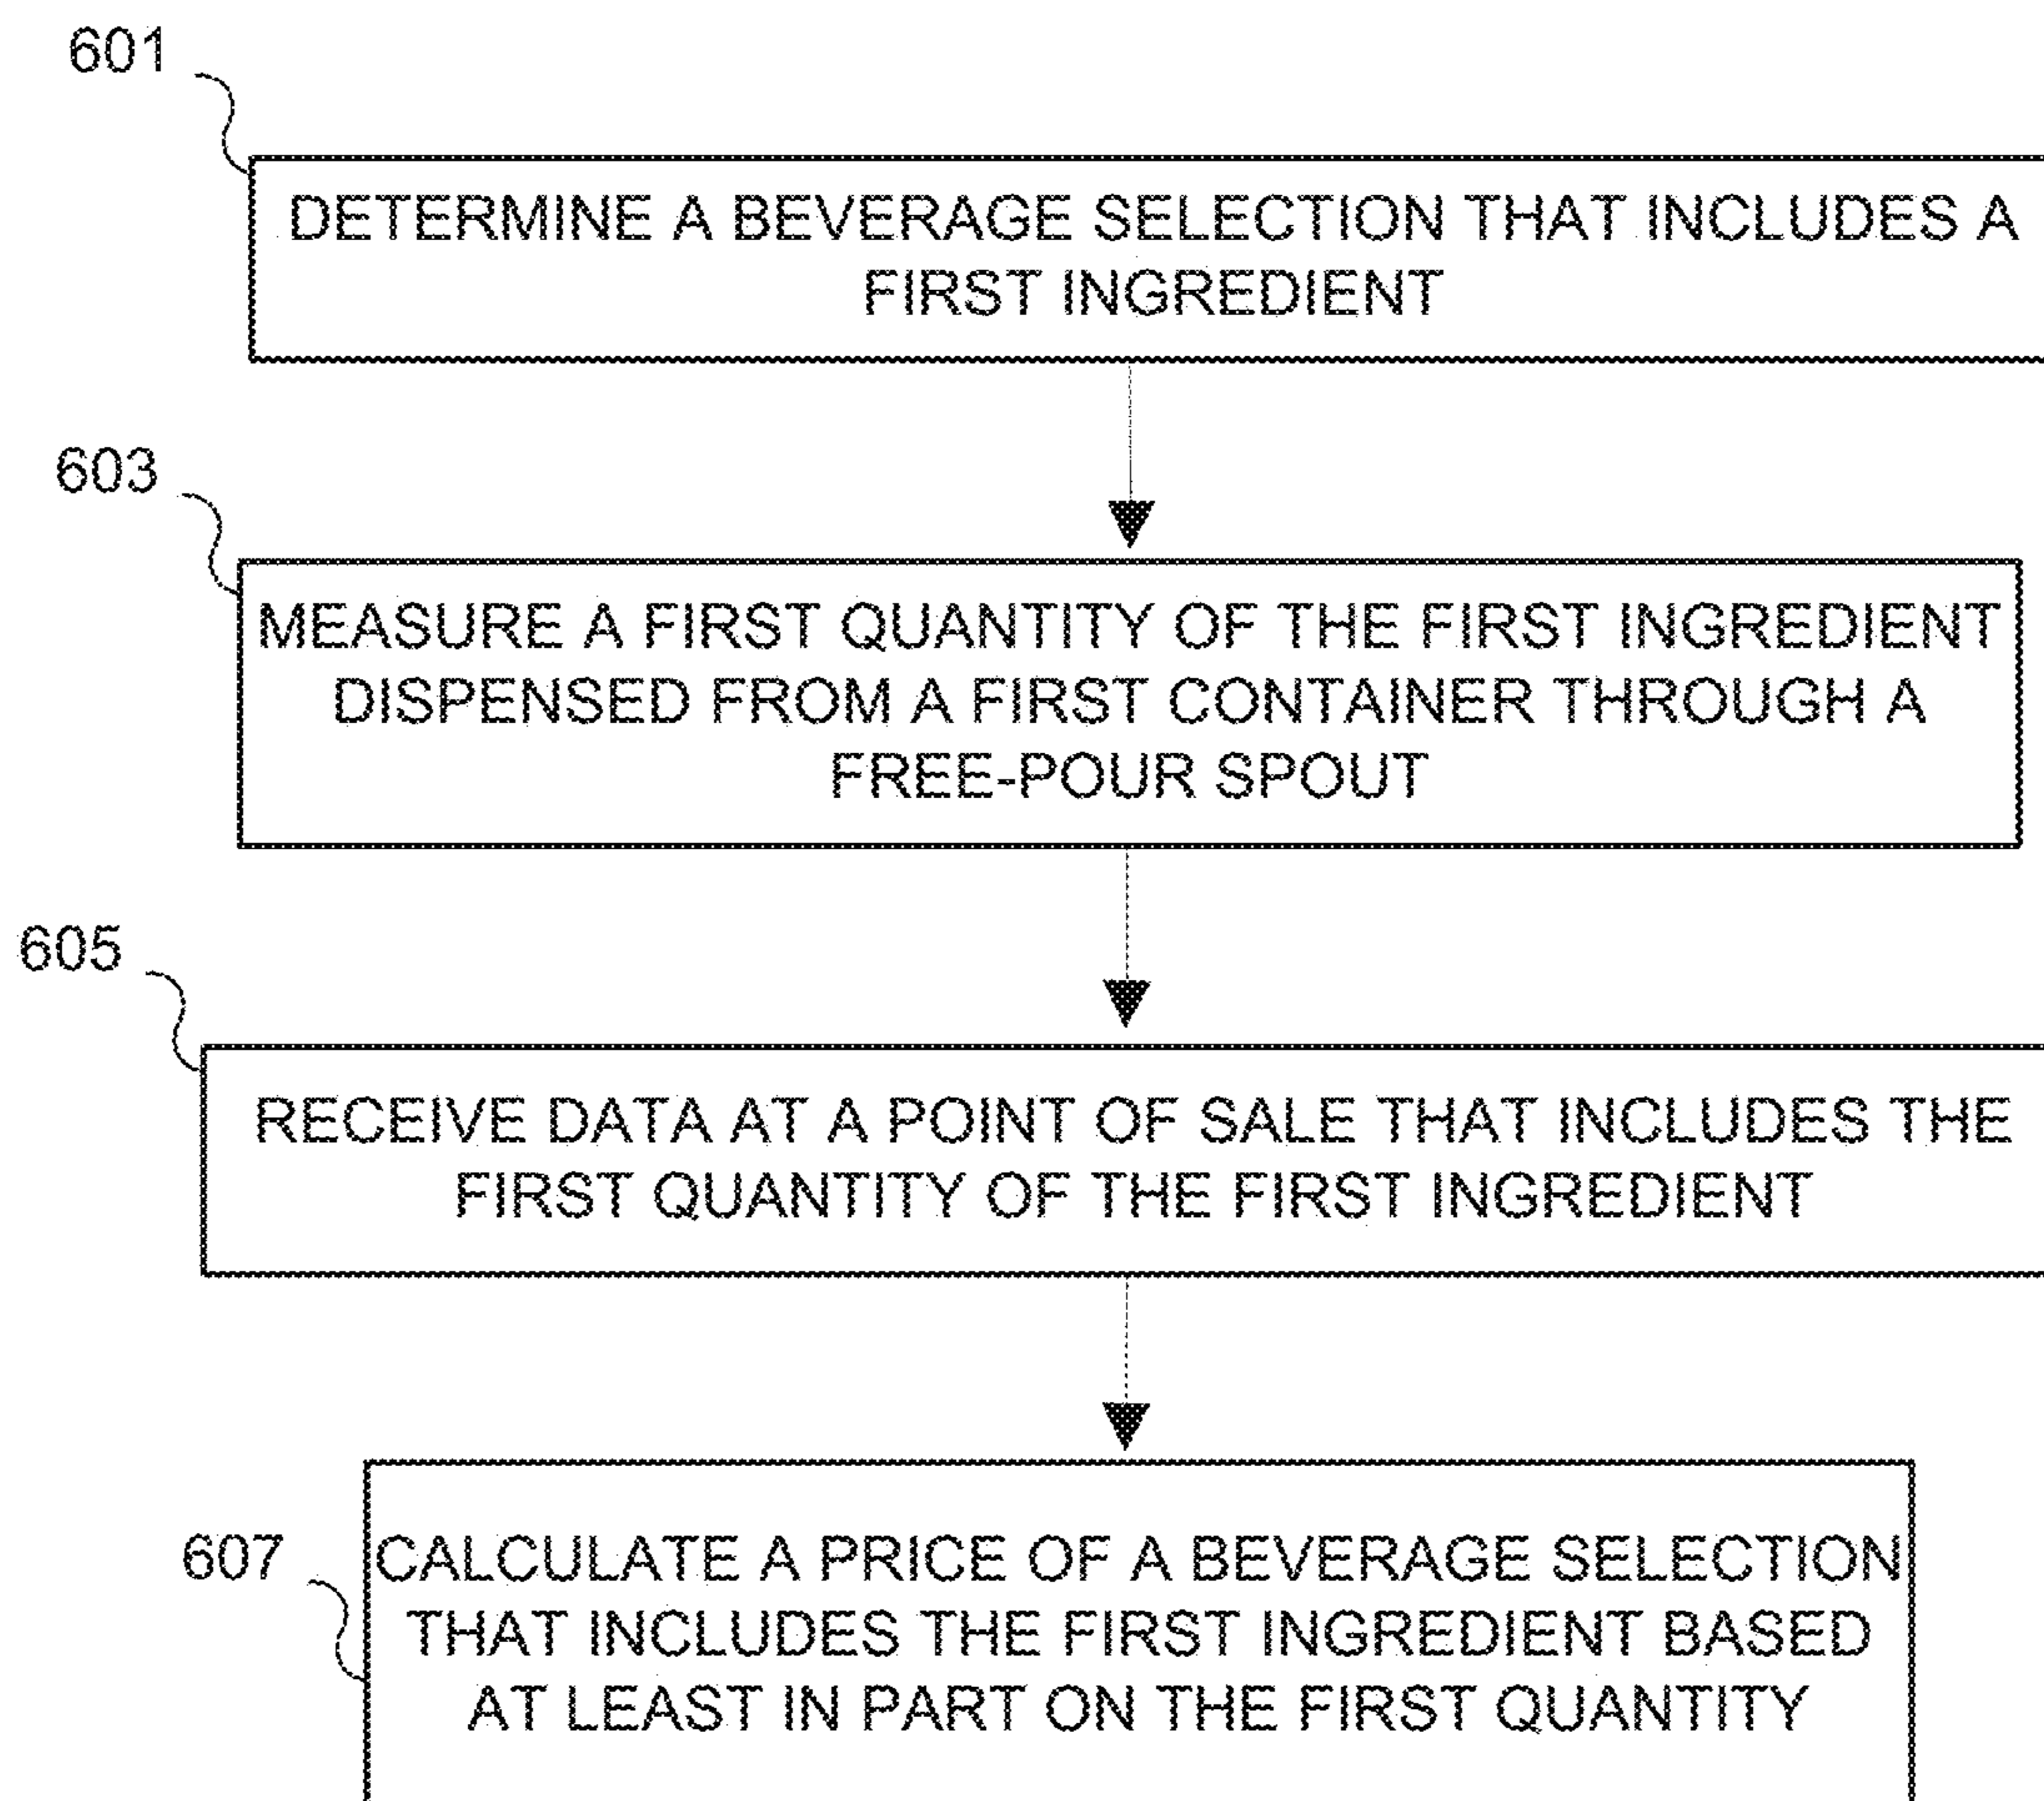 601
DETERMINE A BEVERAGE SELECTION THAT INCLUDES A
FIRST INGREDIENT
603
MEASURE A FIRST QUANTITY OF THE FIRST INGREDIENT
DISPENSED FROM A FIRST CONTAINER THROUGH A
FREE-POUR SPOUT
605
RECEIVE DATA AT A POINT OF SALE THAT INCLUDES THE
FIRST QUANTITY OF THE FIRST INGREDIENT
607
CALCULATE A PRICE OF A BEVERAGE SELECTION
THAT INCLUDES THE FIRST INGREDIENT BASED
AT LEAST IN PART ON THE FIRST QUANTITY